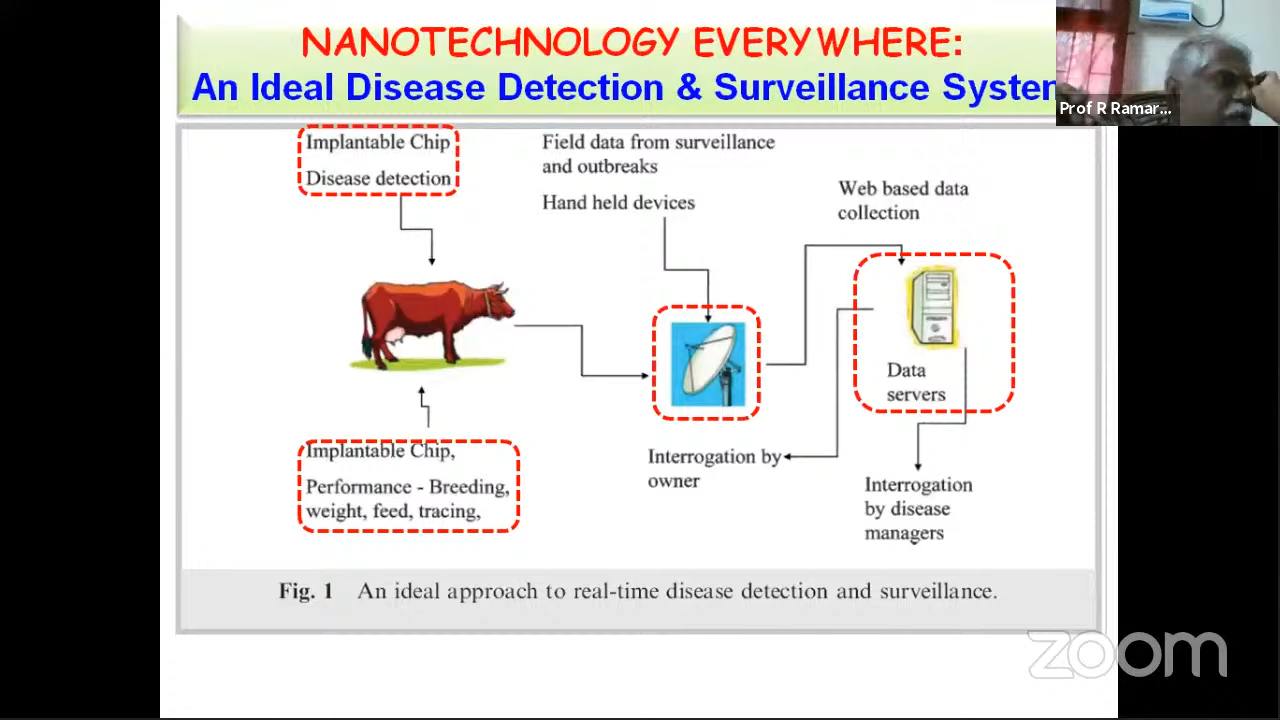 NANOTECHNOLOGY EVERYWHERE:
An Ideal Disease Detection & Surveillance System
Prof R Ramar...
Implantable Chip
Disease detection
Field data from surveillance
and outbreaks
Hand held devices
Web based data
collection
Data
servers
Implantable Chip,
Performance - Breeding,
weight, feed, tracing,
Interrogation by
owner
Interrogation
by disease
managers
Fig. 1 An ideal approach to real-time disease detection and surveillance.
zoom